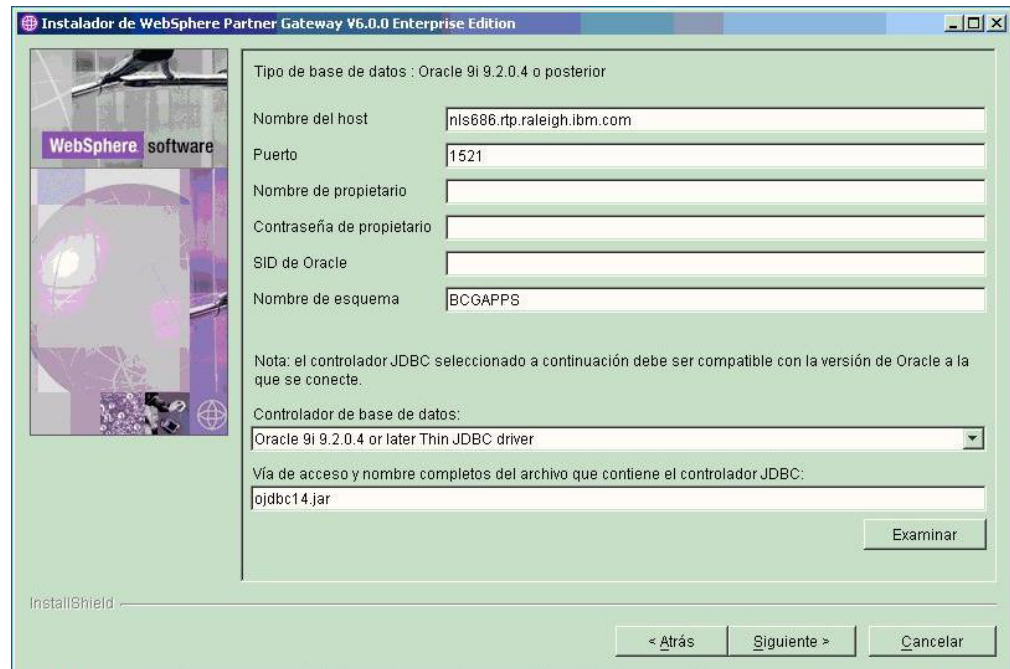 Instalador de WebSphere Partner Gateway V6.0.0 Enterprise Edition
WebSphere software
Tipo de base de datos : Oracle 9i 9.2.0.4 o posterior
Nombre del host nls686.rtp.raleigh.ibm.com
Puerto 1521
Nombre de propietario
Contraseña de propietario
SID de Oracle
Nombre de esquema BCGAPPS
Nota: el controlador JDBC seleccionado a continuación debe ser compatible con la versión de Oracle a la
que se conecte.
Controlador de base de datos:
Oracle 9i 9.2.0.4 or later Thin JDBC driver
Vía de acceso y nombre completos del archivo que contiene el controlador JDBC:
ojdbc14.jar
Examinar
InstallShield
< Atrás Siguiente > Cancelar